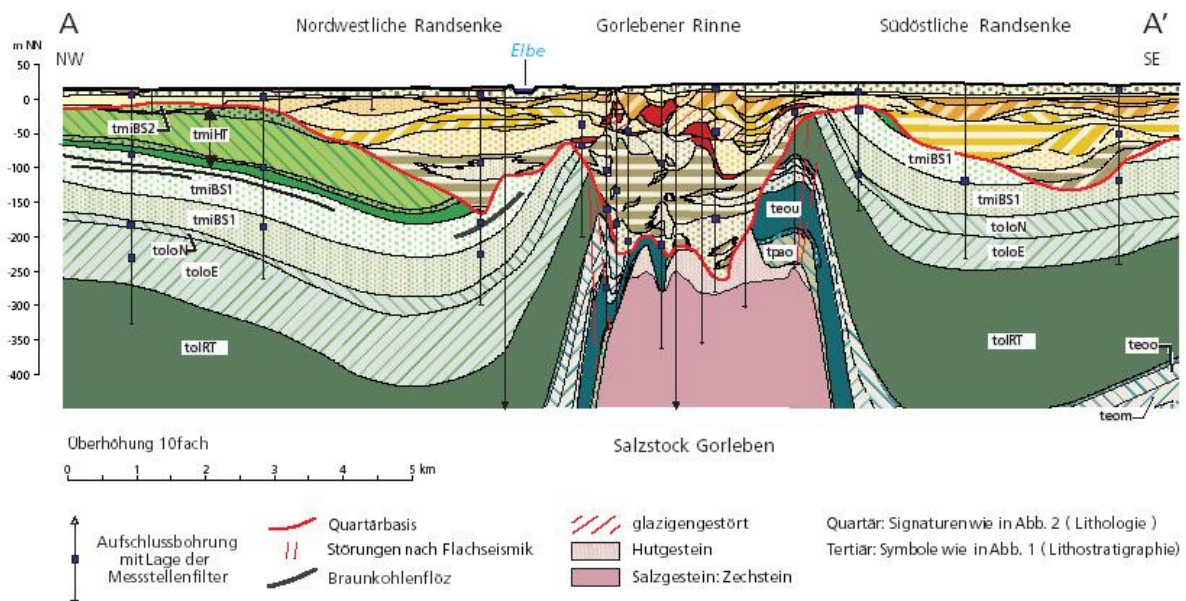 A
Nordwestliche Randsenke
Gorlebener Rinne
Südöstliche Randsenke
A'
m NN
NW
Elbe
SE
50
0
-50
-100
-150
-200
-250
-300
-350
-400
tmiBS2
tmiHT
tmiBS1
tmiBS1
toloN
toloE
tolRT
teou
tpao
tmiBS1
tmiBS1
toloN
toloE
tolRT
teoo
teom
Überhöhung 10fach
Salzstock Gorleben
0 1 2 3 4 5 km
Aufschlussbohrung
mit Lage der
Messstellenfilter
Quartärbasis
Störungen nach Flachseismik
Braunkohlenflöz
glazigengestört
Hutgestein
Salzgestein: Zechstein
Quartär: Signaturen wie in Abb. 2 ( Lithologie )
Tertiär: Symbole wie in Abb. 1 ( Lithostratigraphie)